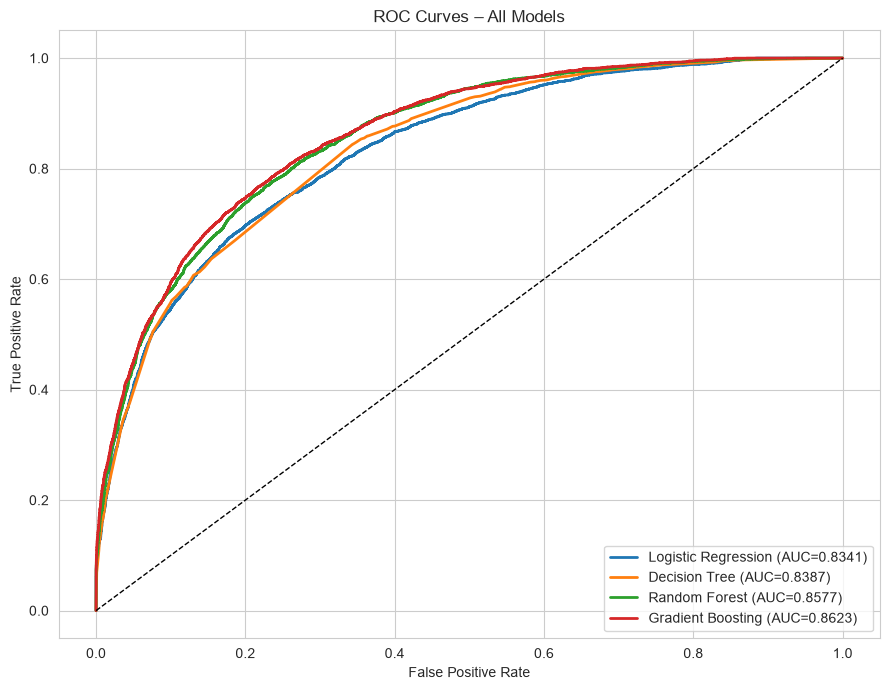 ROC Curves – All Models
1.0
0.8
0.6
0.4
0.2
0.0
True Positive Rate
Logistic Regression (AUC=0.8341)
Decision Tree (AUC=0.8387)
Random Forest (AUC=0.8577)
Gradient Boosting (AUC=0.8623)
0.0 0.2 0.4 0.6 0.8 1.0
False Positive Rate